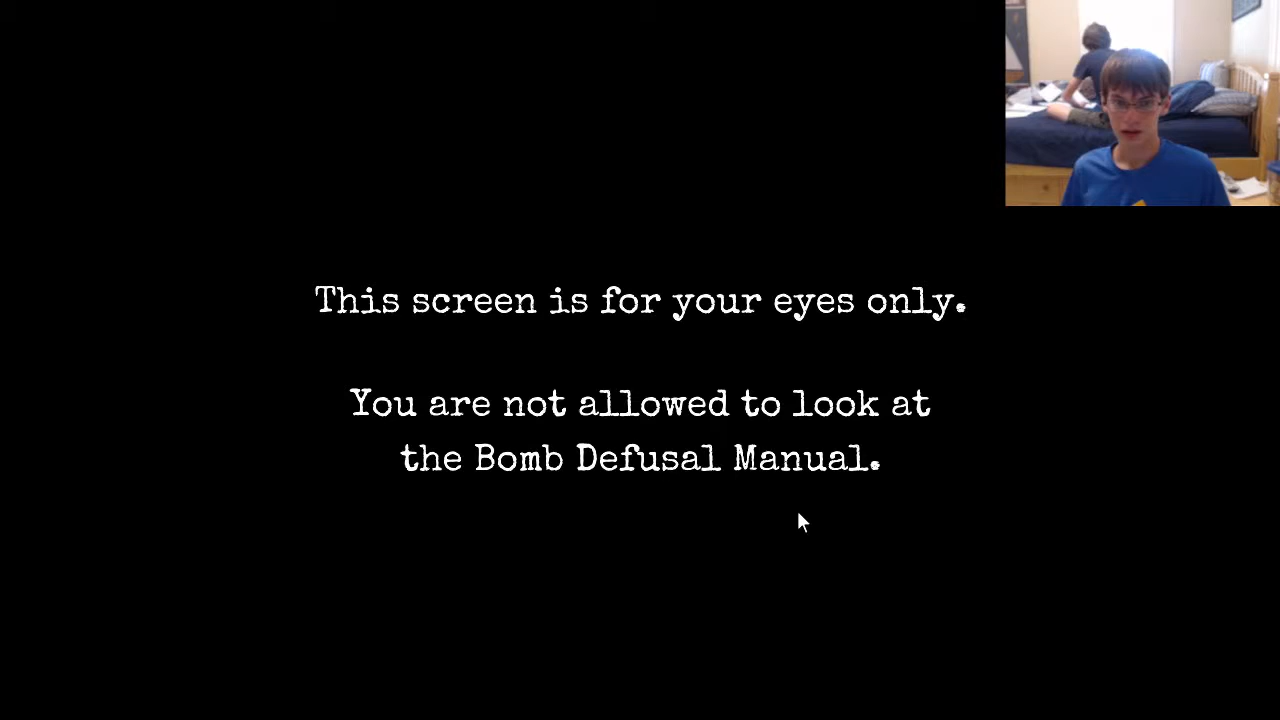 This screen is for your eyes only.
You are not allowed to look at
the Bomb Defusal Manual.